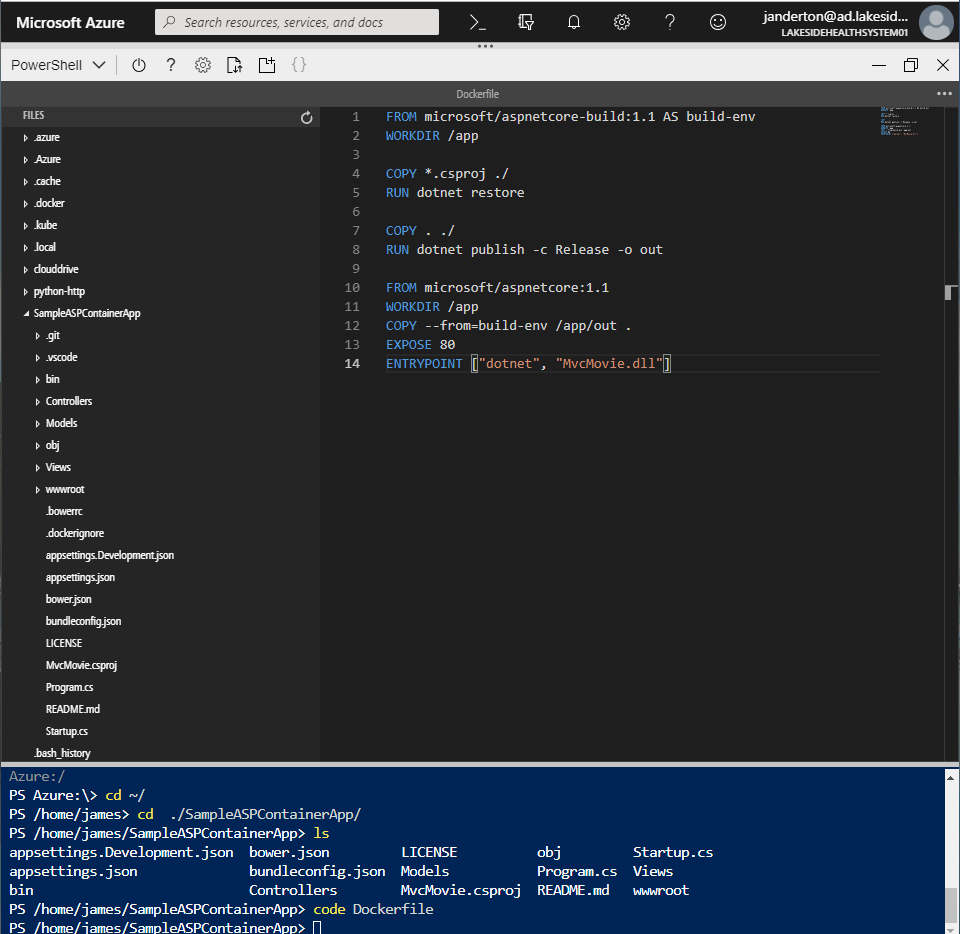 Microsoft Azure
Search resources, services, and docs
janderton@ad.lakesid...
LAKESIDEHEALTHSYSTEM01
PowerShell
Dockerfile
FILES
.azure
.Azure
.cache
.docker
.kube
.local
clouddrive
python-http
SampleASPContainerApp
.git
.vscode
bin
Controllers
Models
obj
Views
wwwroot
.bowerrc
.dockerignore
appsettings.Development.json
appsettings.json
bower.json
bundleconfig.json
LICENSE
MvcMovie.csproj
Program.cs
README.md
Startup.cs
.bash_history
1 FROM microsoft/aspnetcore-build:1.1 AS build-env
2 WORKDIR /app
3
4 COPY *.csproj ./
5 RUN dotnet restore
6
7 COPY . ./
8 RUN dotnet publish -c Release -o out
9
10 FROM microsoft/aspnetcore:1.1
11 WORKDIR /app
12 COPY --from=build-env /app/out .
13 EXPOSE 80
14 ENTRYPOINT ["dotnet", "MvcMovie.dll"]
Azure:/
PS Azure:\> cd ~/
PS /home/james> cd  ./SampleASPContainerApp/
PS /home/james/SampleASPContainerApp> ls
appsettings.Development.json  bower.json         LICENSE          obj         Startup.cs
appsettings.json              bundleconfig.json  Models           Program.cs  Views
bin                           Controllers        MvcMovie.csproj  README.md   wwwroot
PS /home/james/SampleASPContainerApp> code Dockerfile
PS /home/james/SampleASPContainerApp>